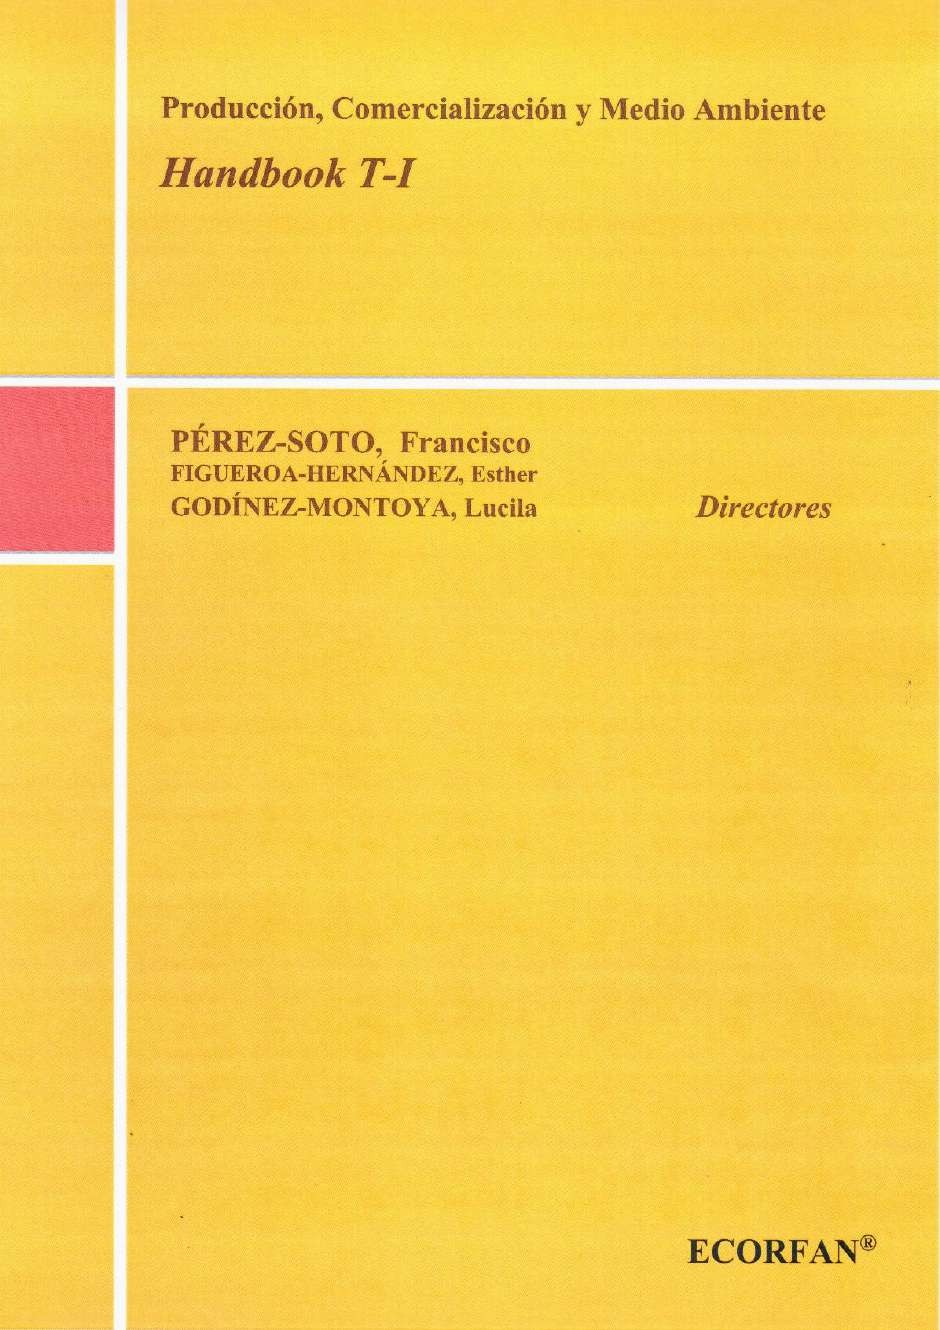 Producción, Comercialización y Medio Ambiente
Handbook T-I
PÉREZ-SOTO, Francisco
FIGUEROA-HERNÁNDEZ, Esther
GODÍNEZ-MONTOYA, Lucila Directores
ECORFAN®